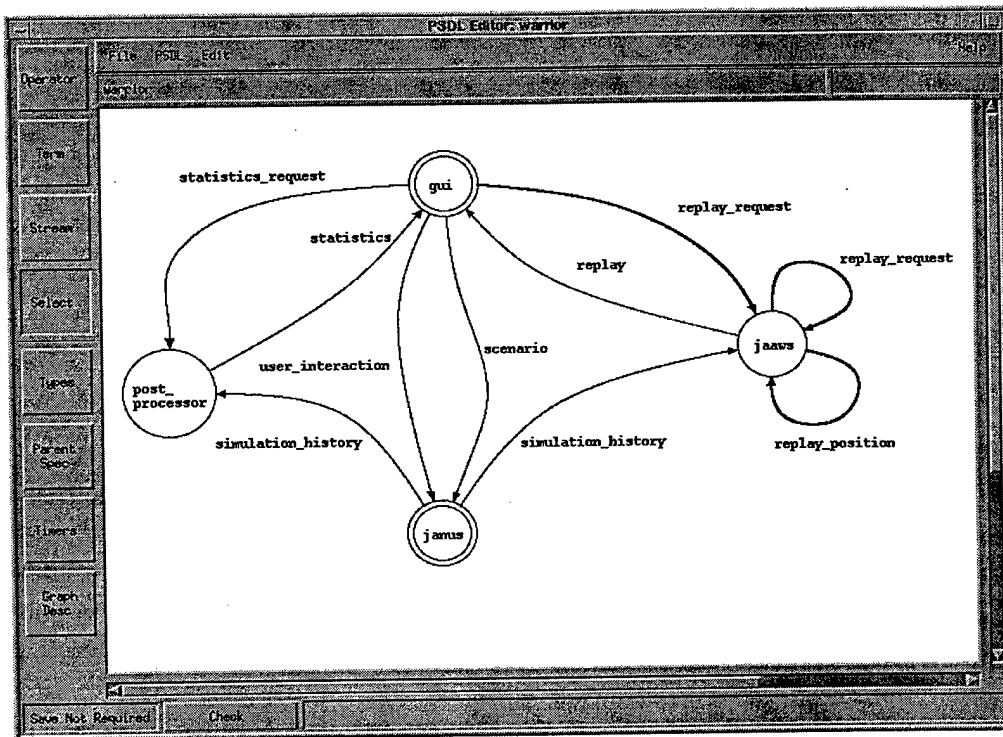 PSDL Editor: warrior
File PSDL Edit
Help
warrior
Operator
Term
Stream
Select
Types
Parent
Spec
Timers
Graph
Desc
statistics_request
gui
replay_request
statistics
replay
replay_request
jaaws
user_interaction
scenario
post_
processor
simulation_history
simulation_history
replay_position
janus
Save Not Required
Check